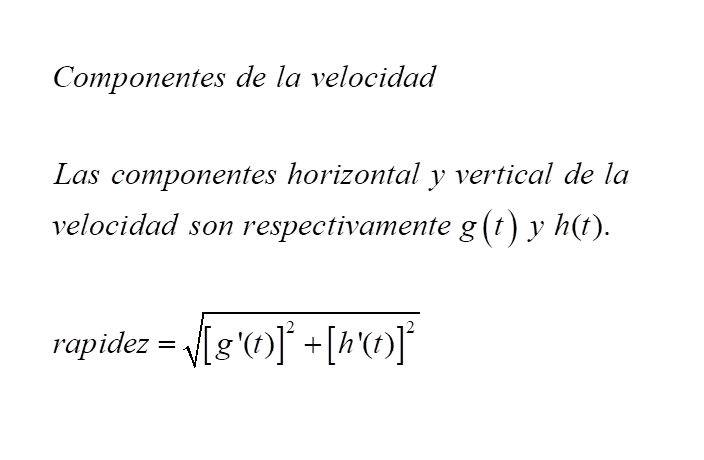 Componentes de la velocidad
Las componentes horizontal y vertical de la
velocidad son respectivamente g(t) y h(t).
rapidez = √[g'(t)]² + [h'(t)]²